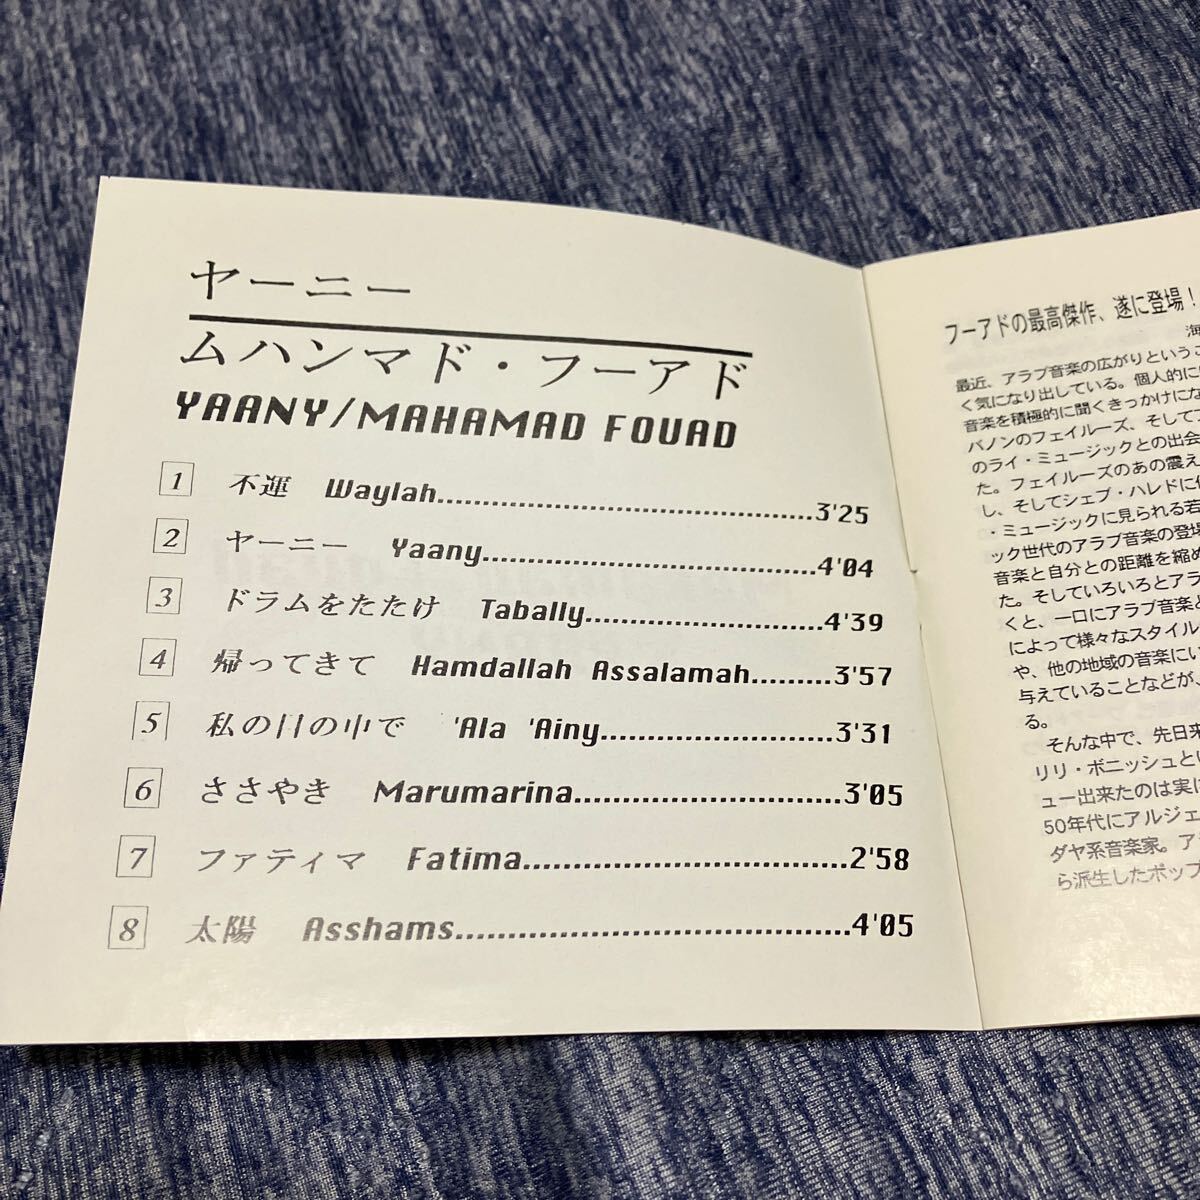 ヤーニー
ムハンマド・フーアド
YAANY/MAHAMAD FOUAD
1 不運 Waylah 3'25
2 ヤーニー Yaany 4'04
3 ドラムをたたけ Tabally 4'39
4 帰ってきて Hamdallah Assalamah 3'57
5 私の目の中で 'Ala 'Ainy 3'31
6 ささやき Marumarina 3'05
7 ファティマ Fatima 2'58
8 太陽 Asshams 4'05
フーアドの最高傑作、遂に登場！
海
最近、アラブ音楽の広がりというこ
く気になり出している。個人的に
音楽を積極的に聞くきっかけにな
バノンのフェイルーズ、そして
のライ・ミュージックとの出会
た。フェイルーズのあの震え
し、そしてシェブ・ハレドに
・ミュージックに見られる若
ック世代のアラブ音楽の登場
音楽と自分との距離を縮め
た。そしていろいろとアラ
くと、一口にアラブ音楽と
によって様々なスタイル
や、他の地域の音楽にい
与えていることなどが、
る。
そんな中で、先日来
リリ・ボニッシュとい
ュー出来たのは実に
50年代にアルジェ
ダヤ系音楽家。ア
ら派生したポップ